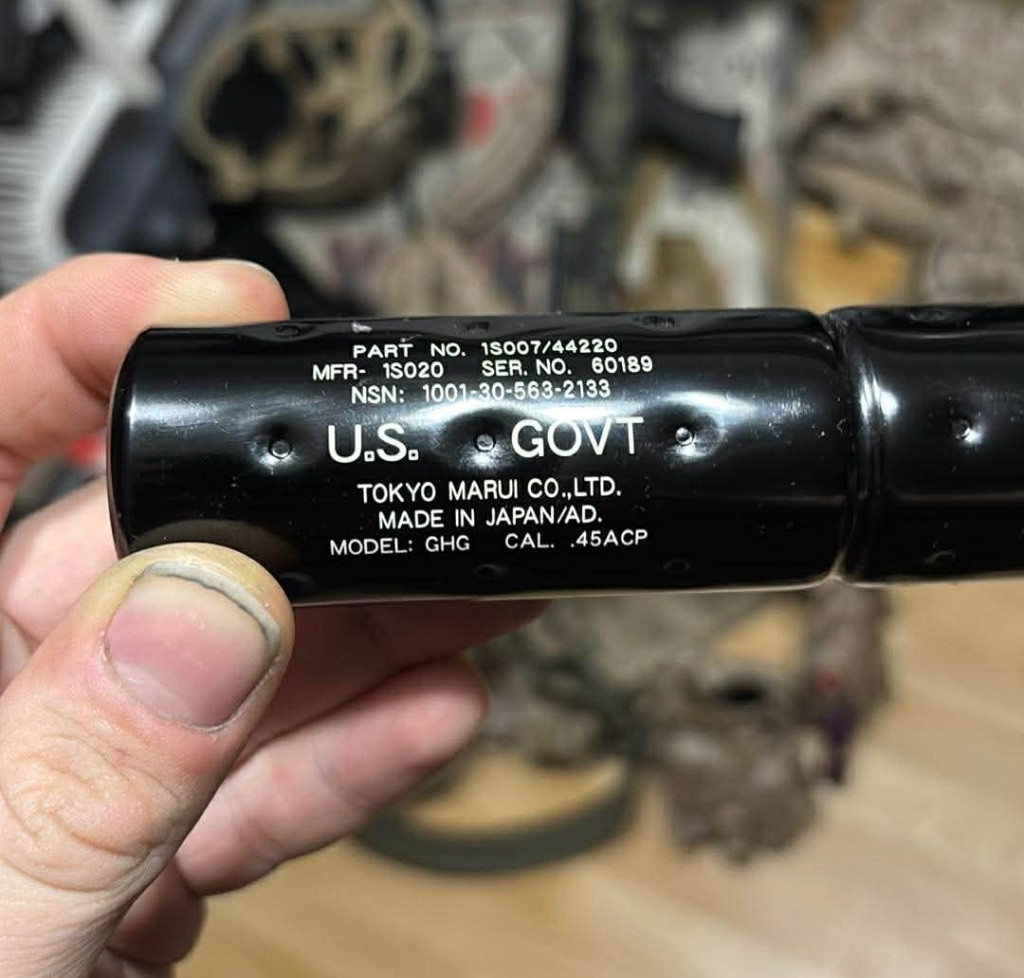 PART NO. 1S007/44220
MFR- 1S020 SER. NO. 60189
NSN: 1001-30-563-2133
U.S. GOVT
TOKYO MARUI CO.,LTD.
MADE IN JAPAN/AD.
MODEL: GHG CAL. .45ACP